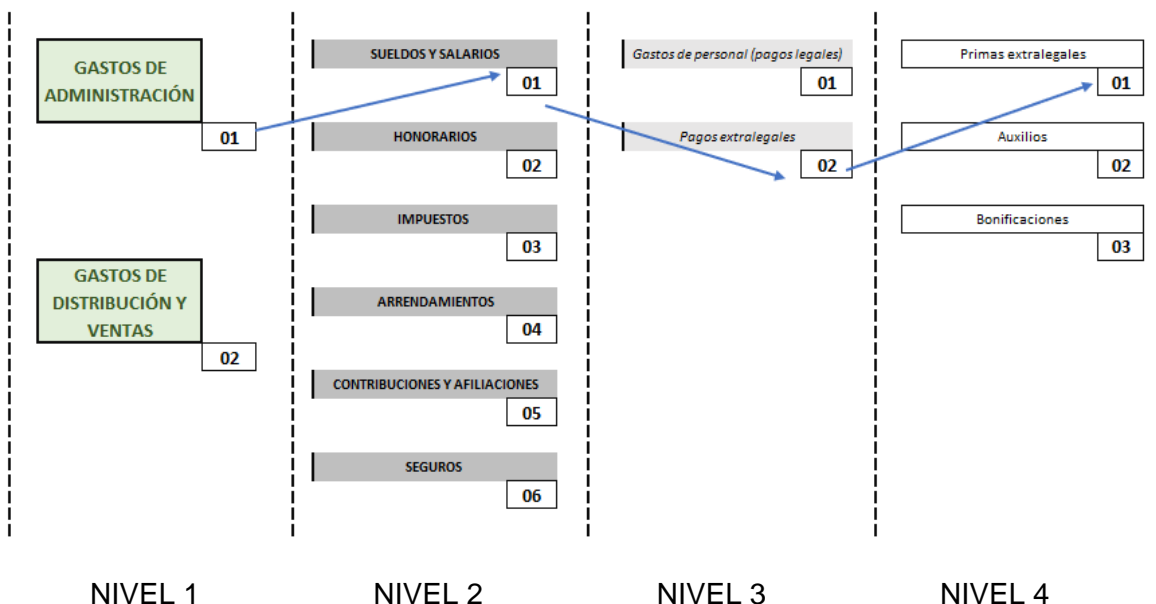 GASTOS DE
ADMINISTRACIÓN
01
GASTOS DE
DISTRIBUCIÓN Y
VENTAS
02
SUELDOS Y SALARIOS
01
HONORARIOS
02
IMPUESTOS
03
ARRENDAMIENTOS
04
CONTRIBUCIONES Y AFILIACIONES
05
SEGUROS
06
Gastos de personal (pagos legales)
01
Pagos extralegales
02
Primas extralegales
01
Auxilios
02
Bonificaciones
03
NIVEL 1
NIVEL 2
NIVEL 3
NIVEL 4